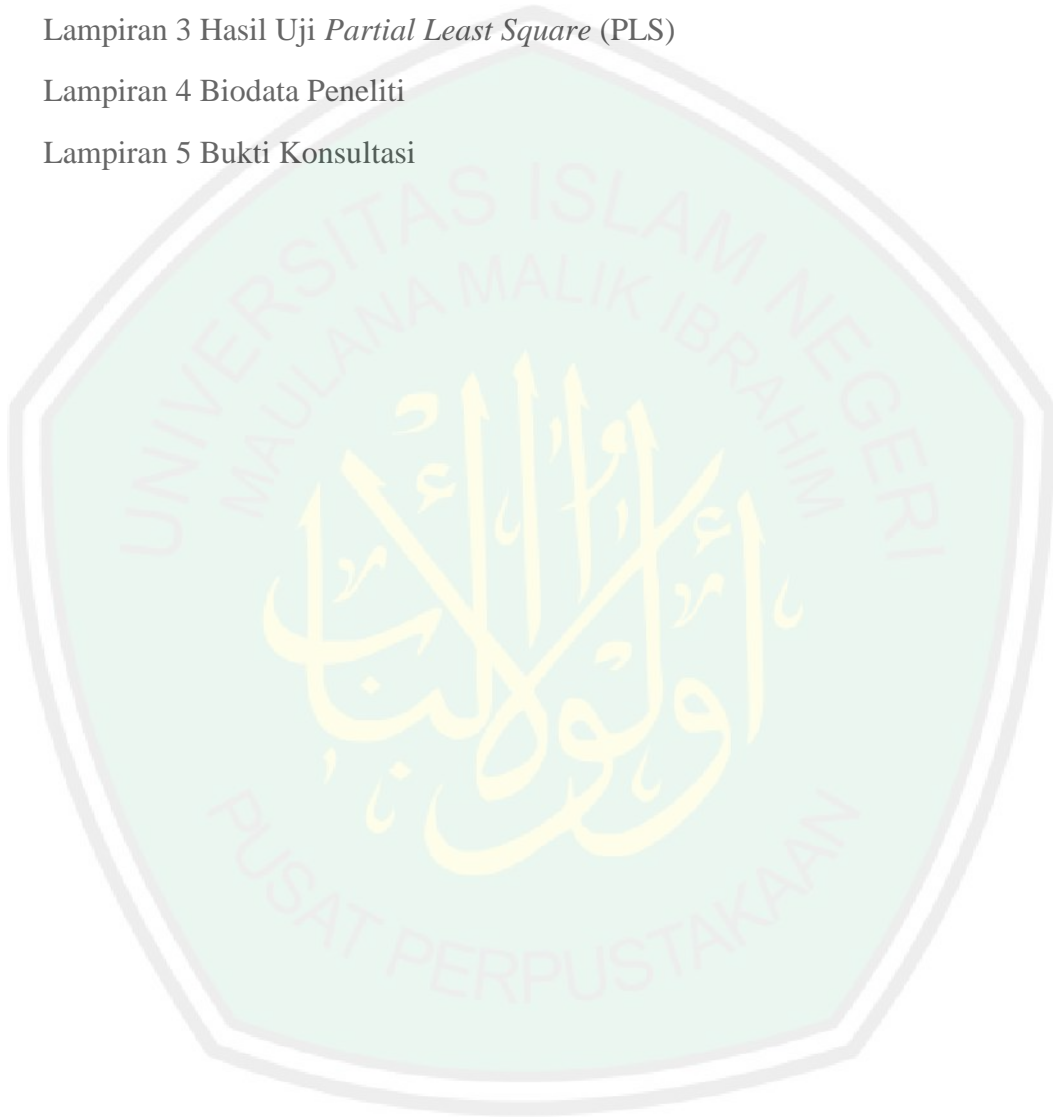 Lampiran 3 Hasil Uji Partial Least Square (PLS)
Lampiran 4 Biodata Peneliti
Lampiran 5 Bukti Konsultasi
UNIVERSITAS ISLAM NEGERI
MAULANA MALIK IBRAHIM
أولوا الألباب
PUSAT PERPUSTAKAAN